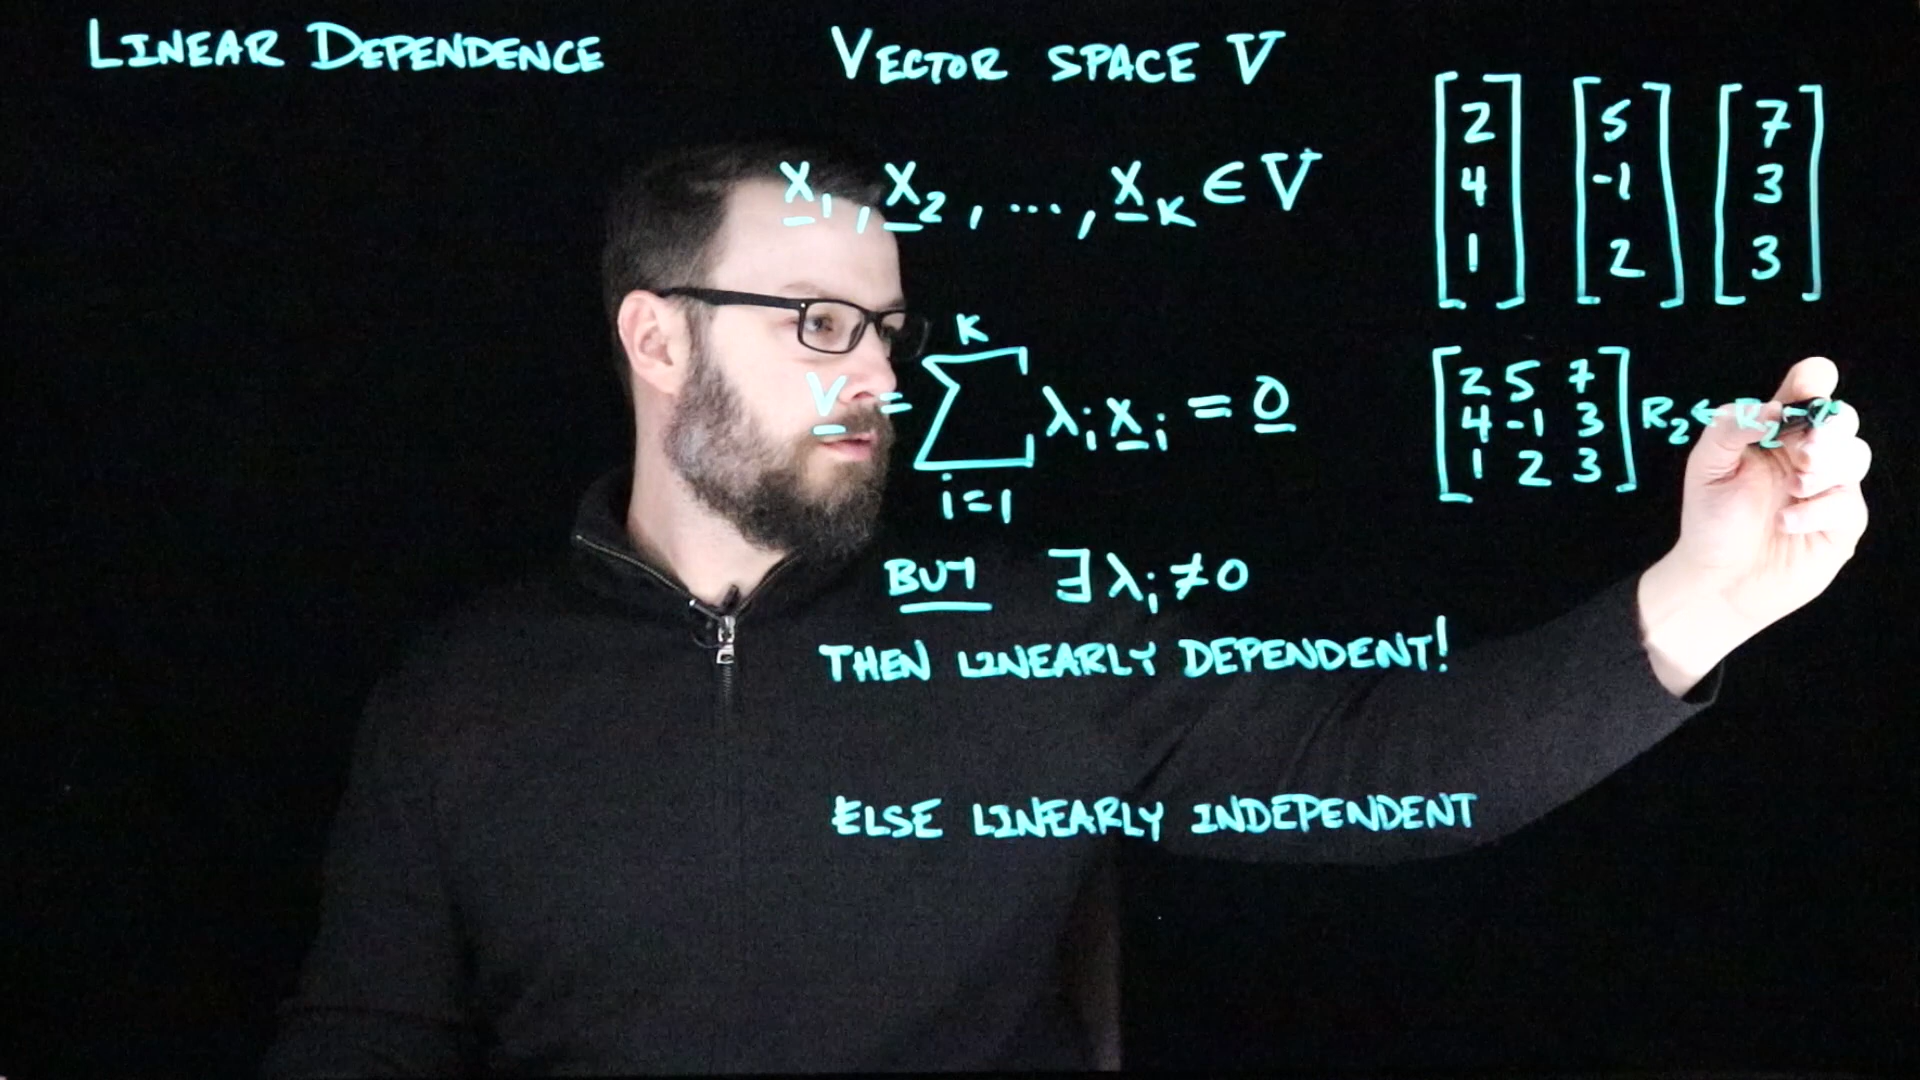 LINEAR DEPENDENCE
VECTOR SPACE V
x₁, x₂, ..., xₖ ∈ V
v = Σ λᵢ xᵢ = 0
K
i=1
BUT ∃ λᵢ ≠ 0
THEN LINEARLY DEPENDENT!
ELSE LINEARLY INDEPENDENT
[2 4 1] [5 -1 2] [7 3 3]
2 5 7
4 -1 3 R₂ ← R₂ -
1 2 3